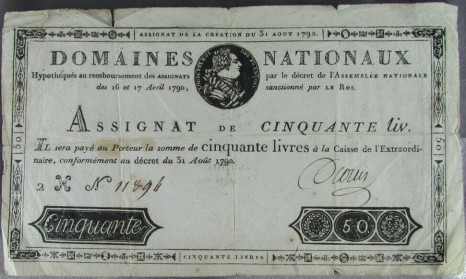 ASSIGNAT DE LA CRÉATION DU 31 AOUT 1792.
DOMAINES NATIONAUX
Hypothéqués au remboursement des ASSIGNATS par le décret de l'ASSEMBLÉE NATIONALE
des 16 et 17 Avril 1790, sanctionné par LE ROI.
ASSIGNAT DE CINQUANTE liv.
IL sera payé au Porteur la somme de cinquante livres à la Caisse de l'Extraordi-
naire, conformément au décret du 31 Août 1792.
2 N 11896
Cinquante 50
CINQUANTE LIVRES